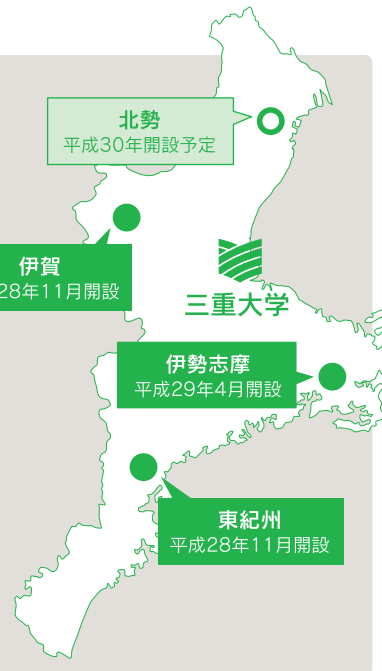 北勢
平成30年開設予定
伊賀
28年11月開設
三重大学
伊勢志摩
平成29年4月開設
東紀州
平成28年11月開設